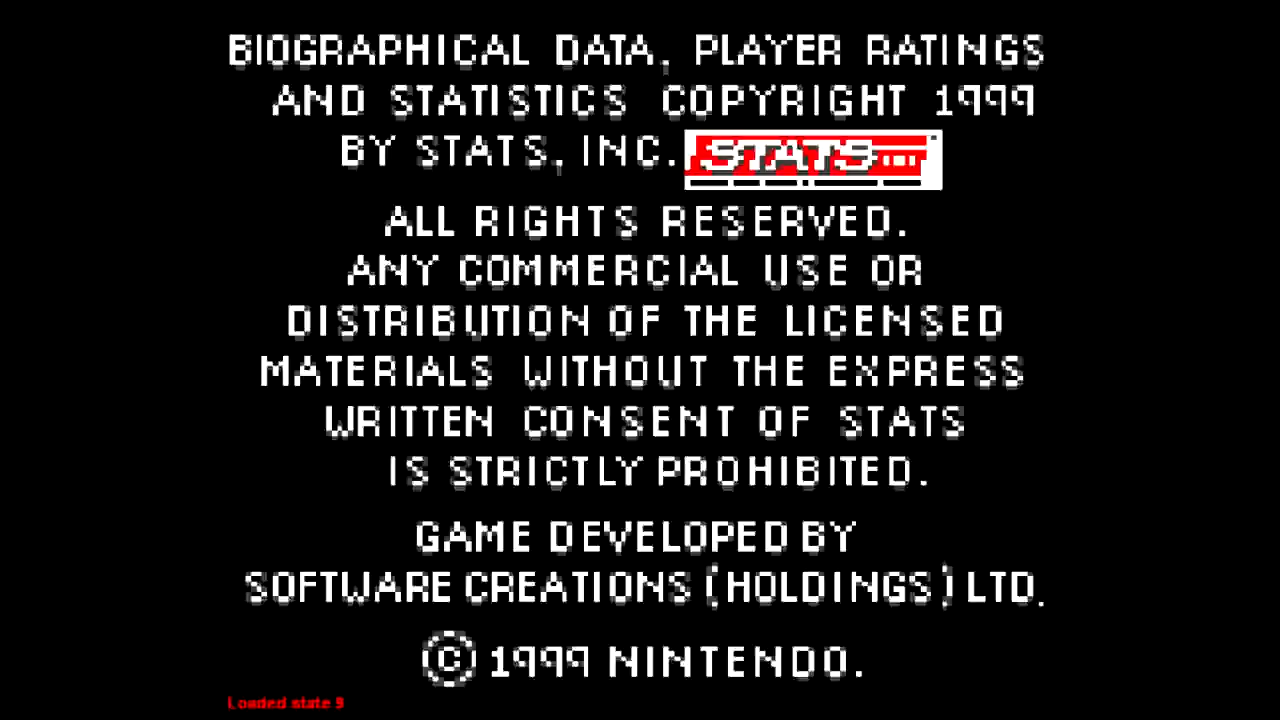 BIOGRAPHICAL DATA, PLAYER RATINGS
AND STATISTICS COPYRIGHT 1999
BY STATS, INC. STATS
ALL RIGHTS RESERVED.
ANY COMMERCIAL USE OR
DISTRIBUTION OF THE LICENSED
MATERIALS WITHOUT THE EXPRESS
WRITTEN CONSENT OF STATS
IS STRICTLY PROHIBITED.
GAME DEVELOPED BY
SOFTWARE CREATIONS (HOLDINGS) LTD.
© 1999 NINTENDO.
Loaded state 9